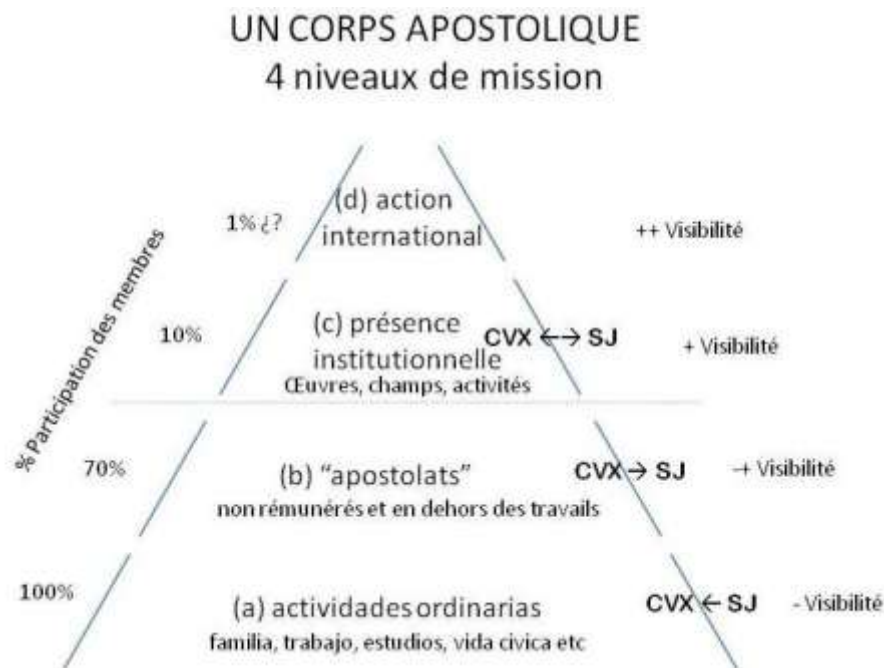 UN CORPS APOSTOLIQUE
4 niveaux de mission
% Participation des membres
1% ¿?
(d) action
international
++ Visibilité
10%
(c) présence
institutionnelle
Œuvres, champs, activités
CVX ←→ SJ
+ Visibilité
70%
(b) “apostolats”
non rémunérés et en dehors des travails
CVX → SJ
-+ Visibilité
100%
(a) actividades ordinarias
familia, trabajo, estudios, vida civica etc
CVX ← SJ
- Visibilité